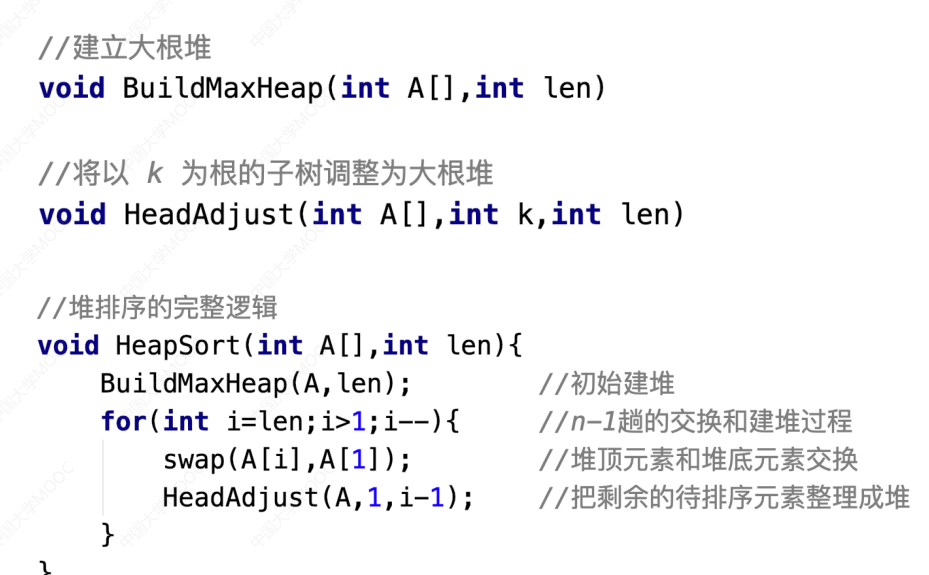 //建立大根堆
void BuildMaxHeap(int A[],int len)
//将以 k 为根的子树调整为大根堆
void HeadAdjust(int A[],int k,int len)
//堆排序的完整逻辑
void HeapSort(int A[],int len){
BuildMaxHeap(A,len); //初始建堆
for(int i=len;i>1;i--){ //n-1趟的交换和建堆过程
swap(A[i],A[1]); //堆顶元素和堆底元素交换
HeadAdjust(A,1,i-1); //把剩余的待排序元素整理成堆
}
}